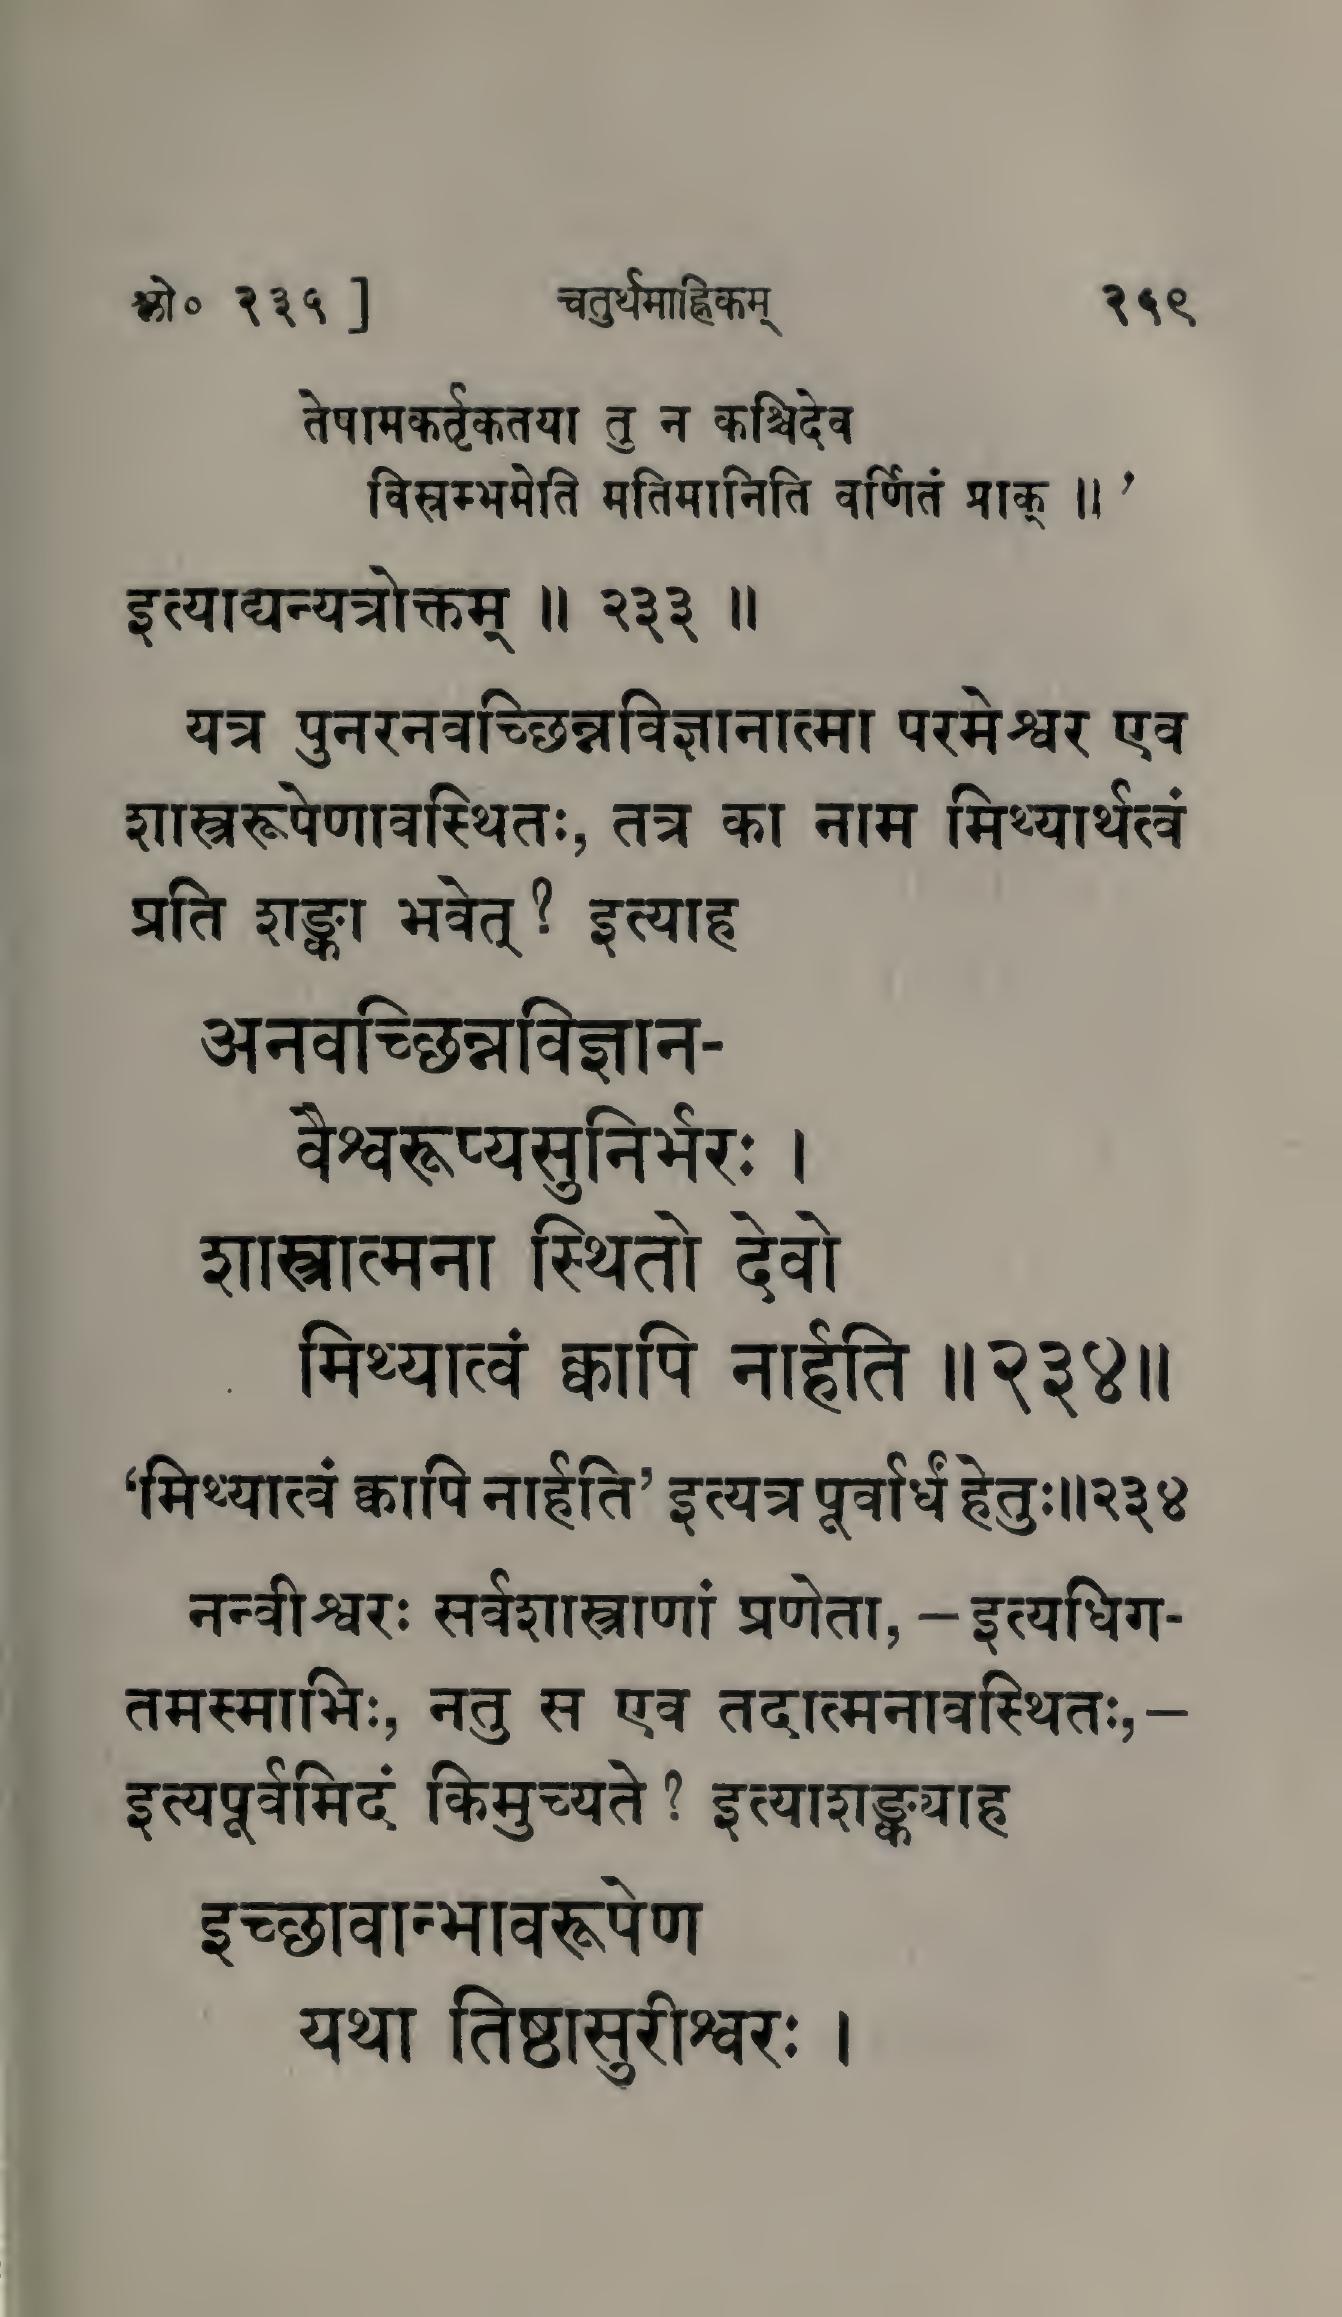 श्लो० २३५ ] चतुर्थमाह्निकम् २५९
तेषामकर्तृकतया तु न कश्चिदेव
विस्रम्भमेति मतिमानिति वर्णितं प्राक् ॥ ’
इत्याद्यन्यत्रोक्तम् ॥ २३३ ॥
यत्र पुनरनवच्छिन्नविज्ञानात्मा परमेश्वर एव
शास्त्ररूपेणावस्थितः, तत्र का नाम मिथ्यार्थत्वं
प्रति शङ्का भवेत् ? इत्याह
अनवच्छिन्नविज्ञान-
वैश्वरूप्यसुनिर्भरः ।
शास्त्रात्मना स्थितो देवो
मिथ्यात्वं क्वापि नार्हति ॥२३४॥
‘मिथ्यात्वं क्वापि नार्हति’ इत्यत्र पूर्वार्धं हेतुः॥२३४
नन्वीश्वरः सर्वशास्त्राणां प्रणेता, – इत्यधिग-
तमस्माभिः, नतु स एव तदात्मनावस्थितः, –
इत्यपूर्वमिदं किमुच्यते ? इत्याशङ्क्याह
इच्छावान्भावरूपेण
यथा तिष्ठासुरीश्वरः ।